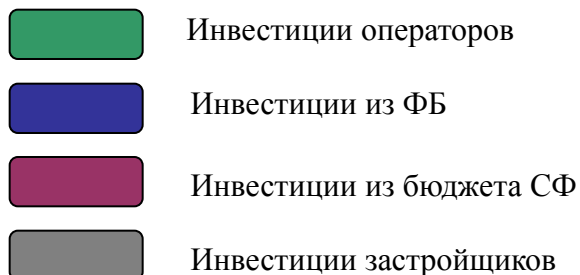 Инвестиции операторов
Инвестиции из ФБ
Инвестиции из бюджета СФ
Инвестиции застройщиков